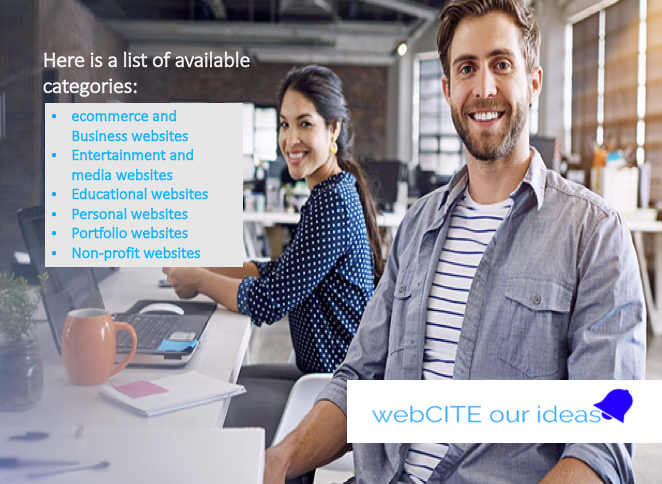 Here is a list of available
categories:
• ecommerce and
Business websites
• Entertainment and
media websites
• Educational websites
• Personal websites
• Portfolio websites
• Non-profit websites
webCITE our ideas